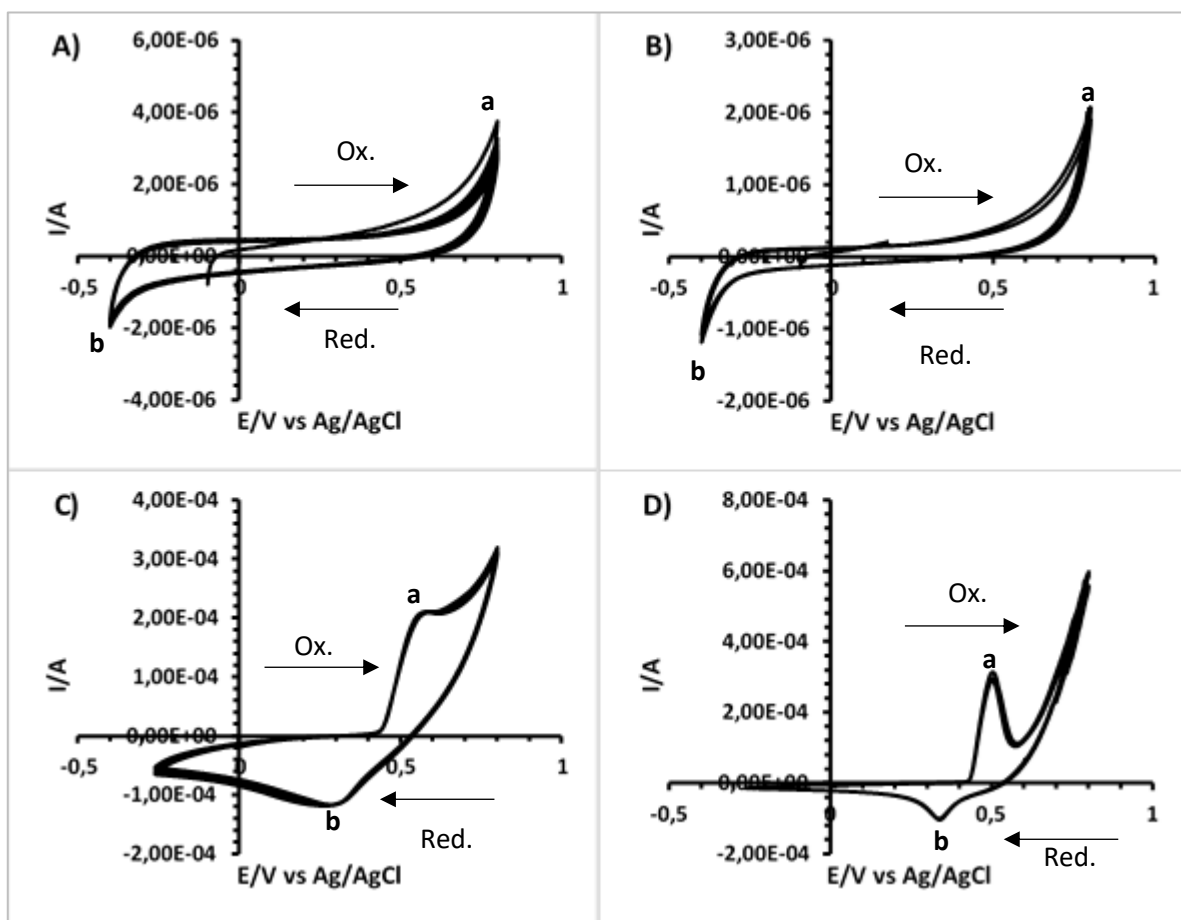 A)
6,00E-06
4,00E-06
2,00E-06
0,00E+00
-2,00E-06
-4,00E-06
-0,5
0
0,5
1
I/A
E/V vs Ag/AgCl
a
b
Ox.
Red.
B)
3,00E-06
2,00E-06
1,00E-06
0,00E+00
-1,00E-06
-2,00E-06
-0,5
0
0,5
1
I/A
E/V vs Ag/AgCl
a
b
Ox.
Red.
C)
4,00E-04
3,00E-04
2,00E-04
1,00E-04
0,00E+00
-1,00E-04
-2,00E-04
-0,5
0
0,5
1
I/A
E/V vs Ag/AgCl
a
b
Ox.
Red.
D)
8,00E-04
6,00E-04
4,00E-04
2,00E-04
0,00E+00
-2,00E-04
-0,5
0
0,5
1
I/A
E/V vs Ag/AgCl
a
b
Ox.
Red.